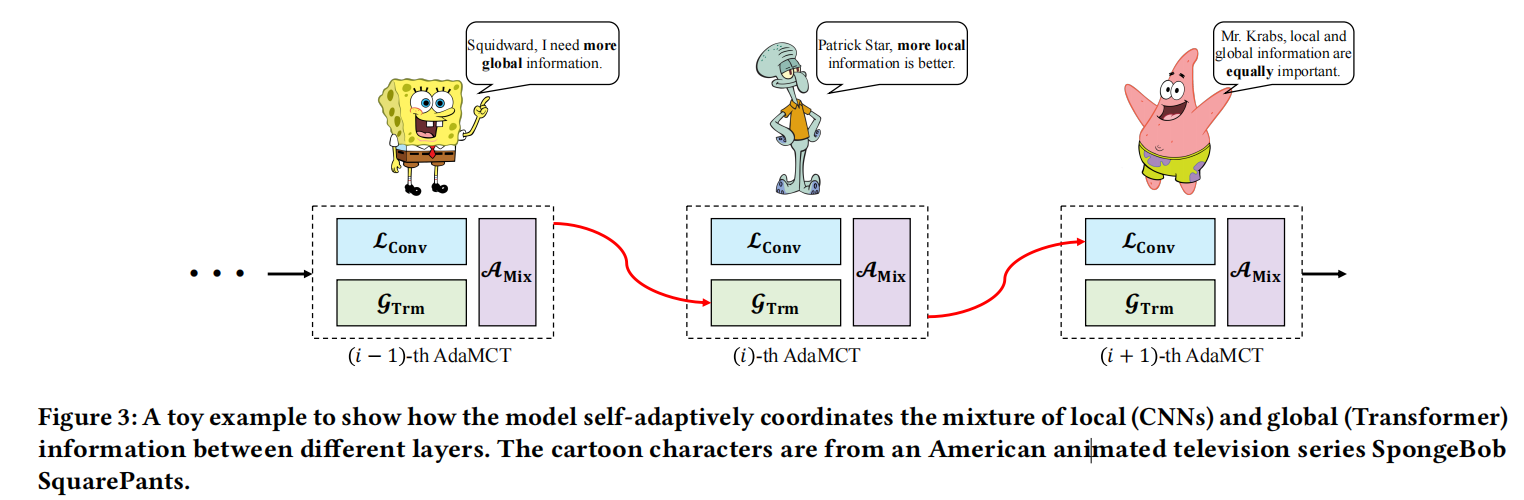 Squidward, I need more
global information.
Patrick Star, more local
information is better.
Mr. Krabs, local and
global information are
equally important.
• • •
ℒConv
𝒢Trm
𝒜Mix
ℒConv
𝒢Trm
𝒜Mix
ℒConv
𝒢Trm
𝒜Mix
(i − 1)-th AdaMCT
(i)-th AdaMCT
(i + 1)-th AdaMCT
Figure 3: A toy example to show how the model self-adaptively coordinates the mixture of local (CNNs) and global (Transformer)
information between different layers. The cartoon characters are from an American animated television series SpongeBob
SquarePants.